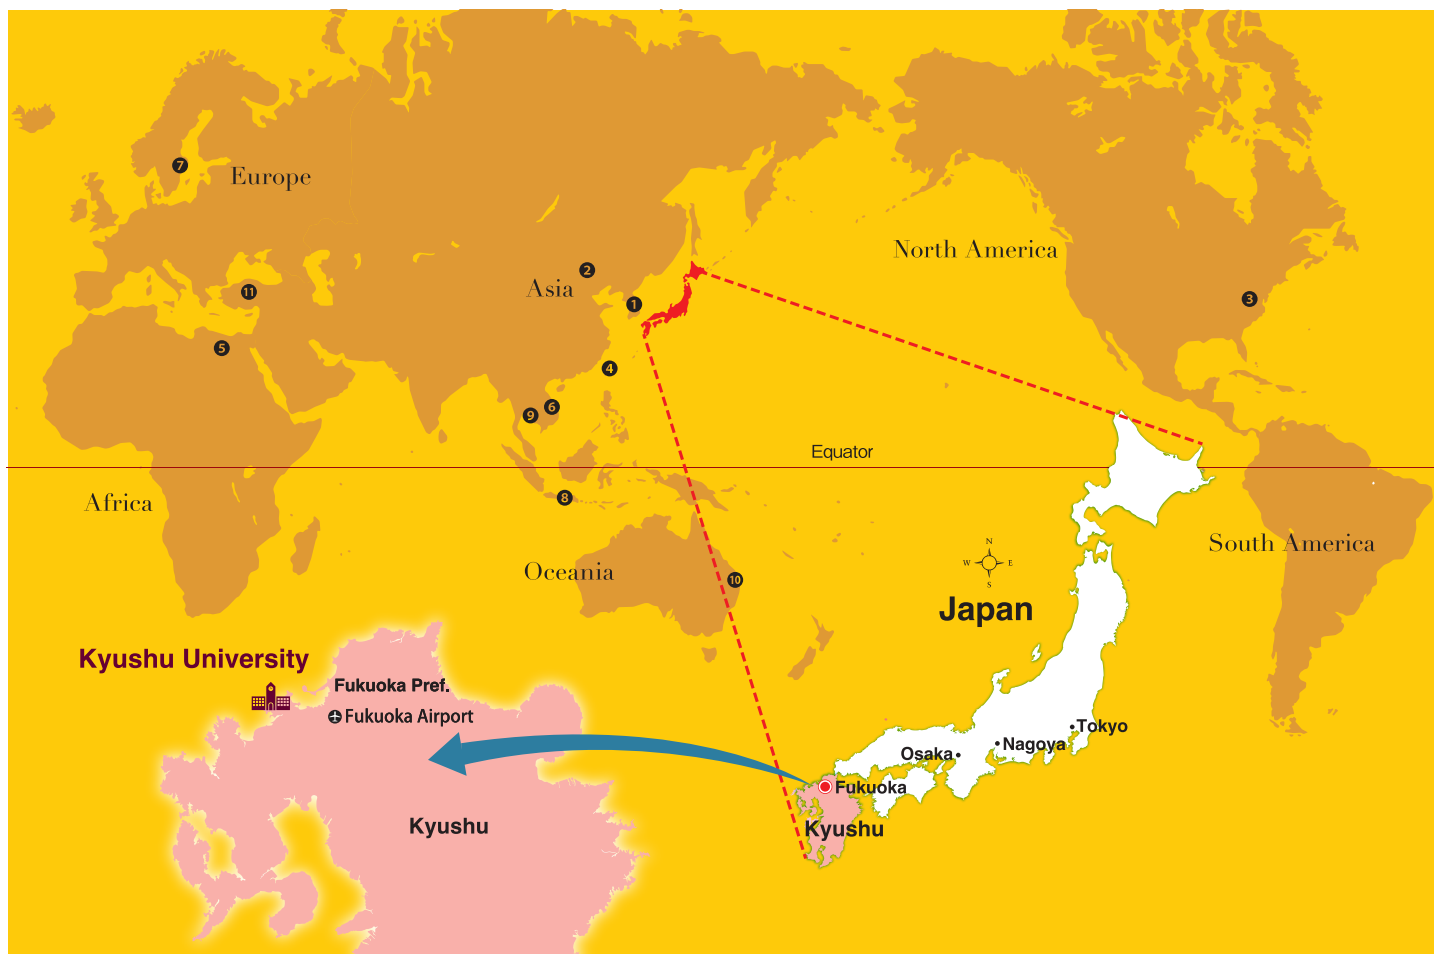 7
Europe
North America
2
Asia
11
1
3
5
4
9
6
Equator
Africa
8
South America
N
W E
S
Oceania
10
Japan
Kyushu University
Fukuoka Pref.
Fukuoka Airport
Tokyo
Nagoya
Osaka
Fukuoka
Kyushu
Kyushu